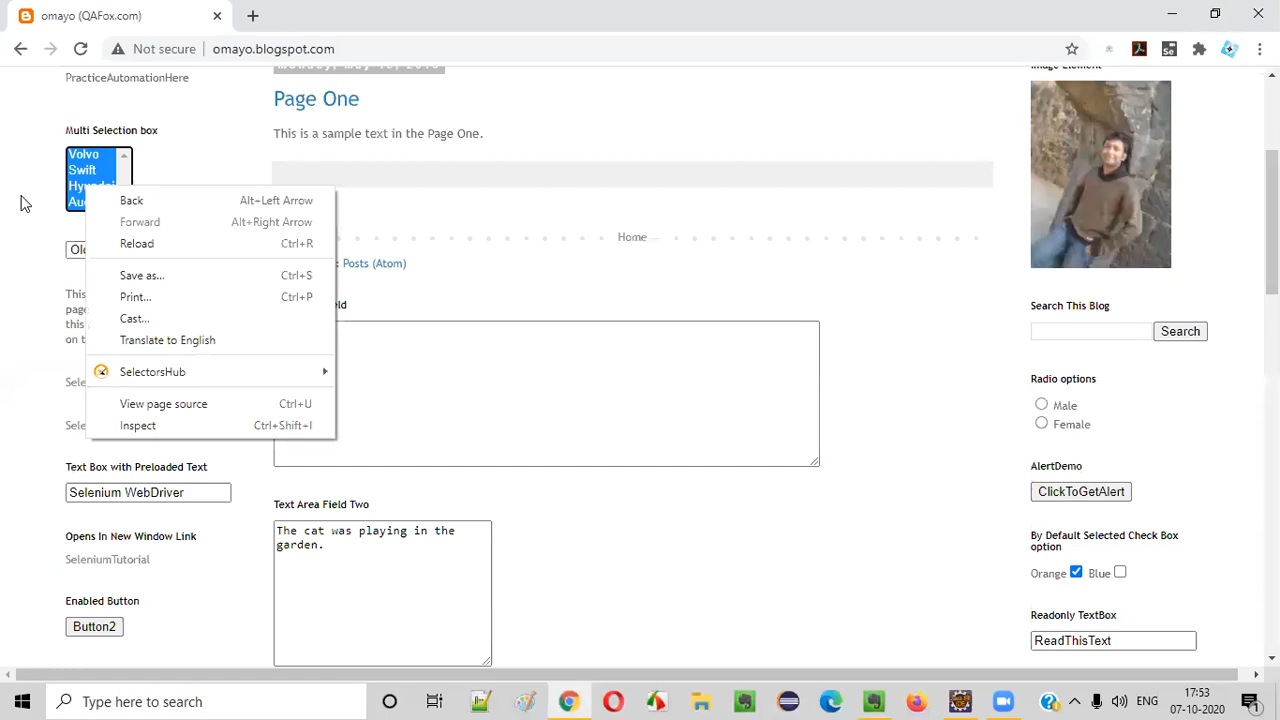 omayo (QAFox.com)
Not secure
omayo.blogspot.com
PracticeAutomationHere
Multi Selection box
Volvo
Swift
Back Alt+Left Arrow
Forward Alt+Right Arrow
Reload Ctrl+R
Save as... Ctrl+S
Print... Ctrl+P
Cast...
Translate to English
SelectorsHub
View page source Ctrl+U
Inspect Ctrl+Shift+I
Text Box with Preloaded Text
Selenium WebDriver
Opens In New Window Link
SeleniumTutorial
Enabled Button
Button2
Page One
This is a sample text in the Page One.
Home
Posts (Atom)
Text Area Field Two
The cat was playing in the
garden.
Image Element
Search This Blog
Search
Radio options
Male
Female
AlertDemo
ClickToGetAlert
By Default Selected Check Box
option
Orange Blue
Readonly TextBox
ReadThisText
Type here to search
ENG
17:53
07-10-2020